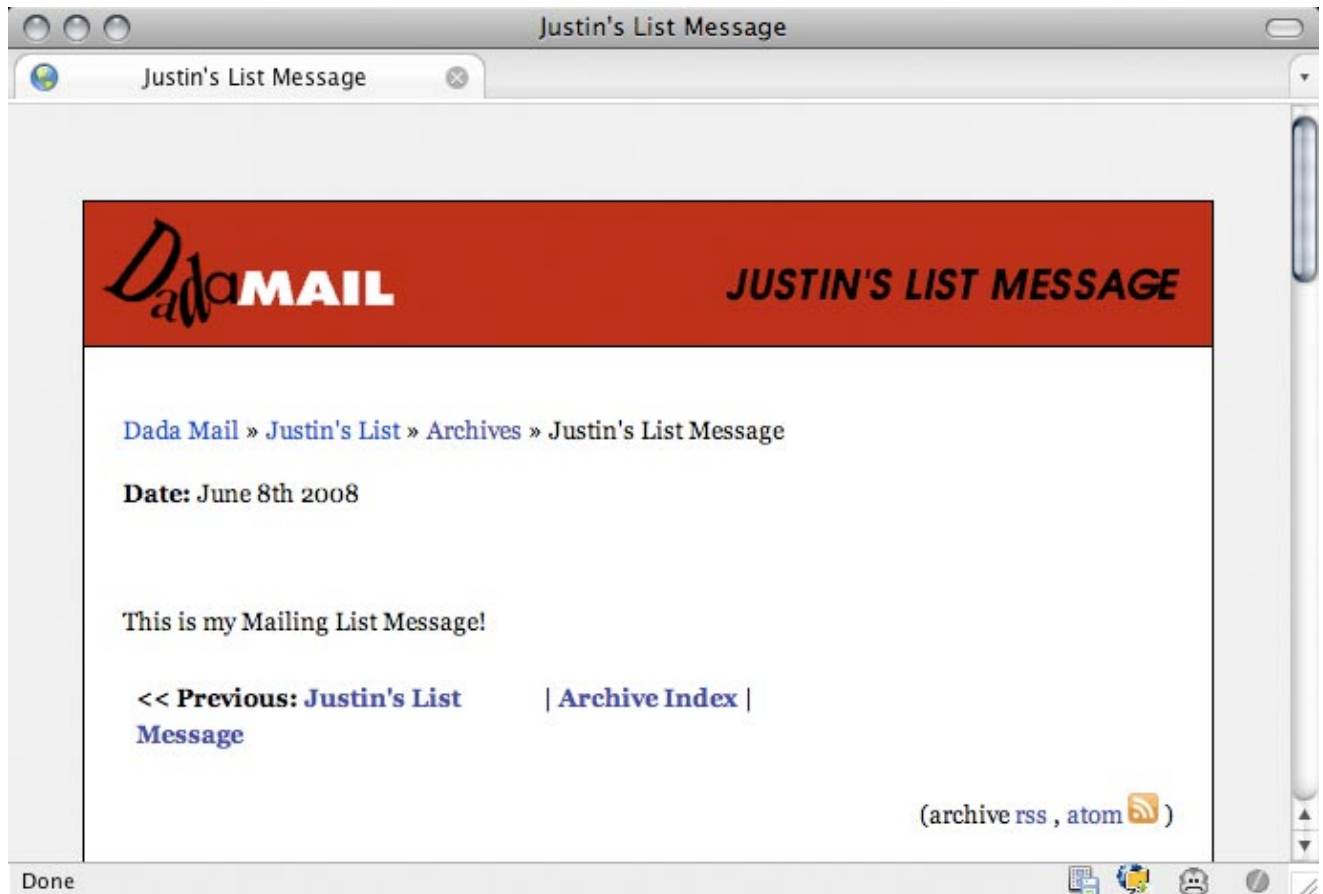 Justin's List Message
Justin's List Message
DadaMAIL
JUSTIN'S LIST MESSAGE
Dada Mail » Justin's List » Archives » Justin's List Message
Date: June 8th 2008
This is my Mailing List Message!
<< Previous: Justin's List | Archive Index |
Message
(archive rss , atom )
Done